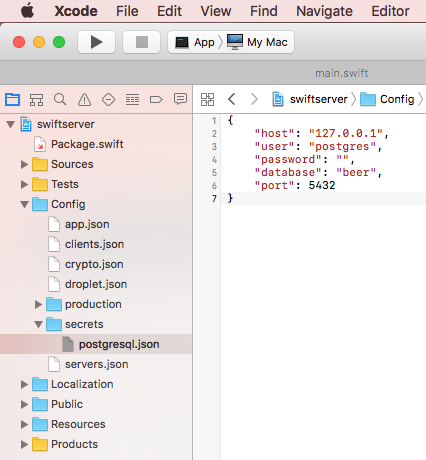 Xcode File Edit View Find Navigate Editor
App My Mac
main.swift
swiftserver Config
swiftserver
Package.swift
Sources
Tests
Config
app.json
clients.json
crypto.json
droplet.json
production
secrets
postgresql.json
servers.json
Localization
Public
Resources
Products
1 {
2 "host": "127.0.0.1",
3 "user": "postgres",
4 "password": "",
5 "database": "beer",
6 "port": 5432
7 }